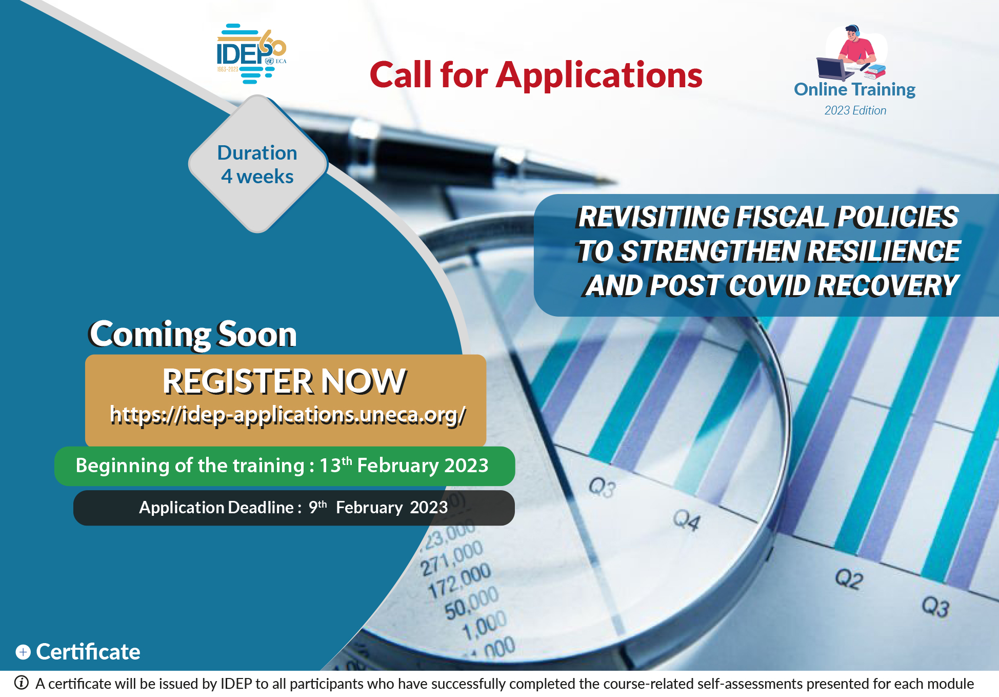 IDEP60
ECA
1963-2023
Call for Applications
Online Training
2023 Edition
Duration
4 weeks
REVISITING FISCAL POLICIES
TO STRENGTHEN RESILIENCE
AND POST COVID RECOVERY
Coming Soon
REGISTER NOW
https://idep-applications.uneca.org/
Beginning of the training : 13th February 2023
Application Deadline : 9th February 2023
Q3
Q4
Q2
Q3
23,000
271,000
172,000
50,000
1,000
Certificate
A certificate will be issued by IDEP to all participants who have successfully completed the course-related self-assessments presented for each module